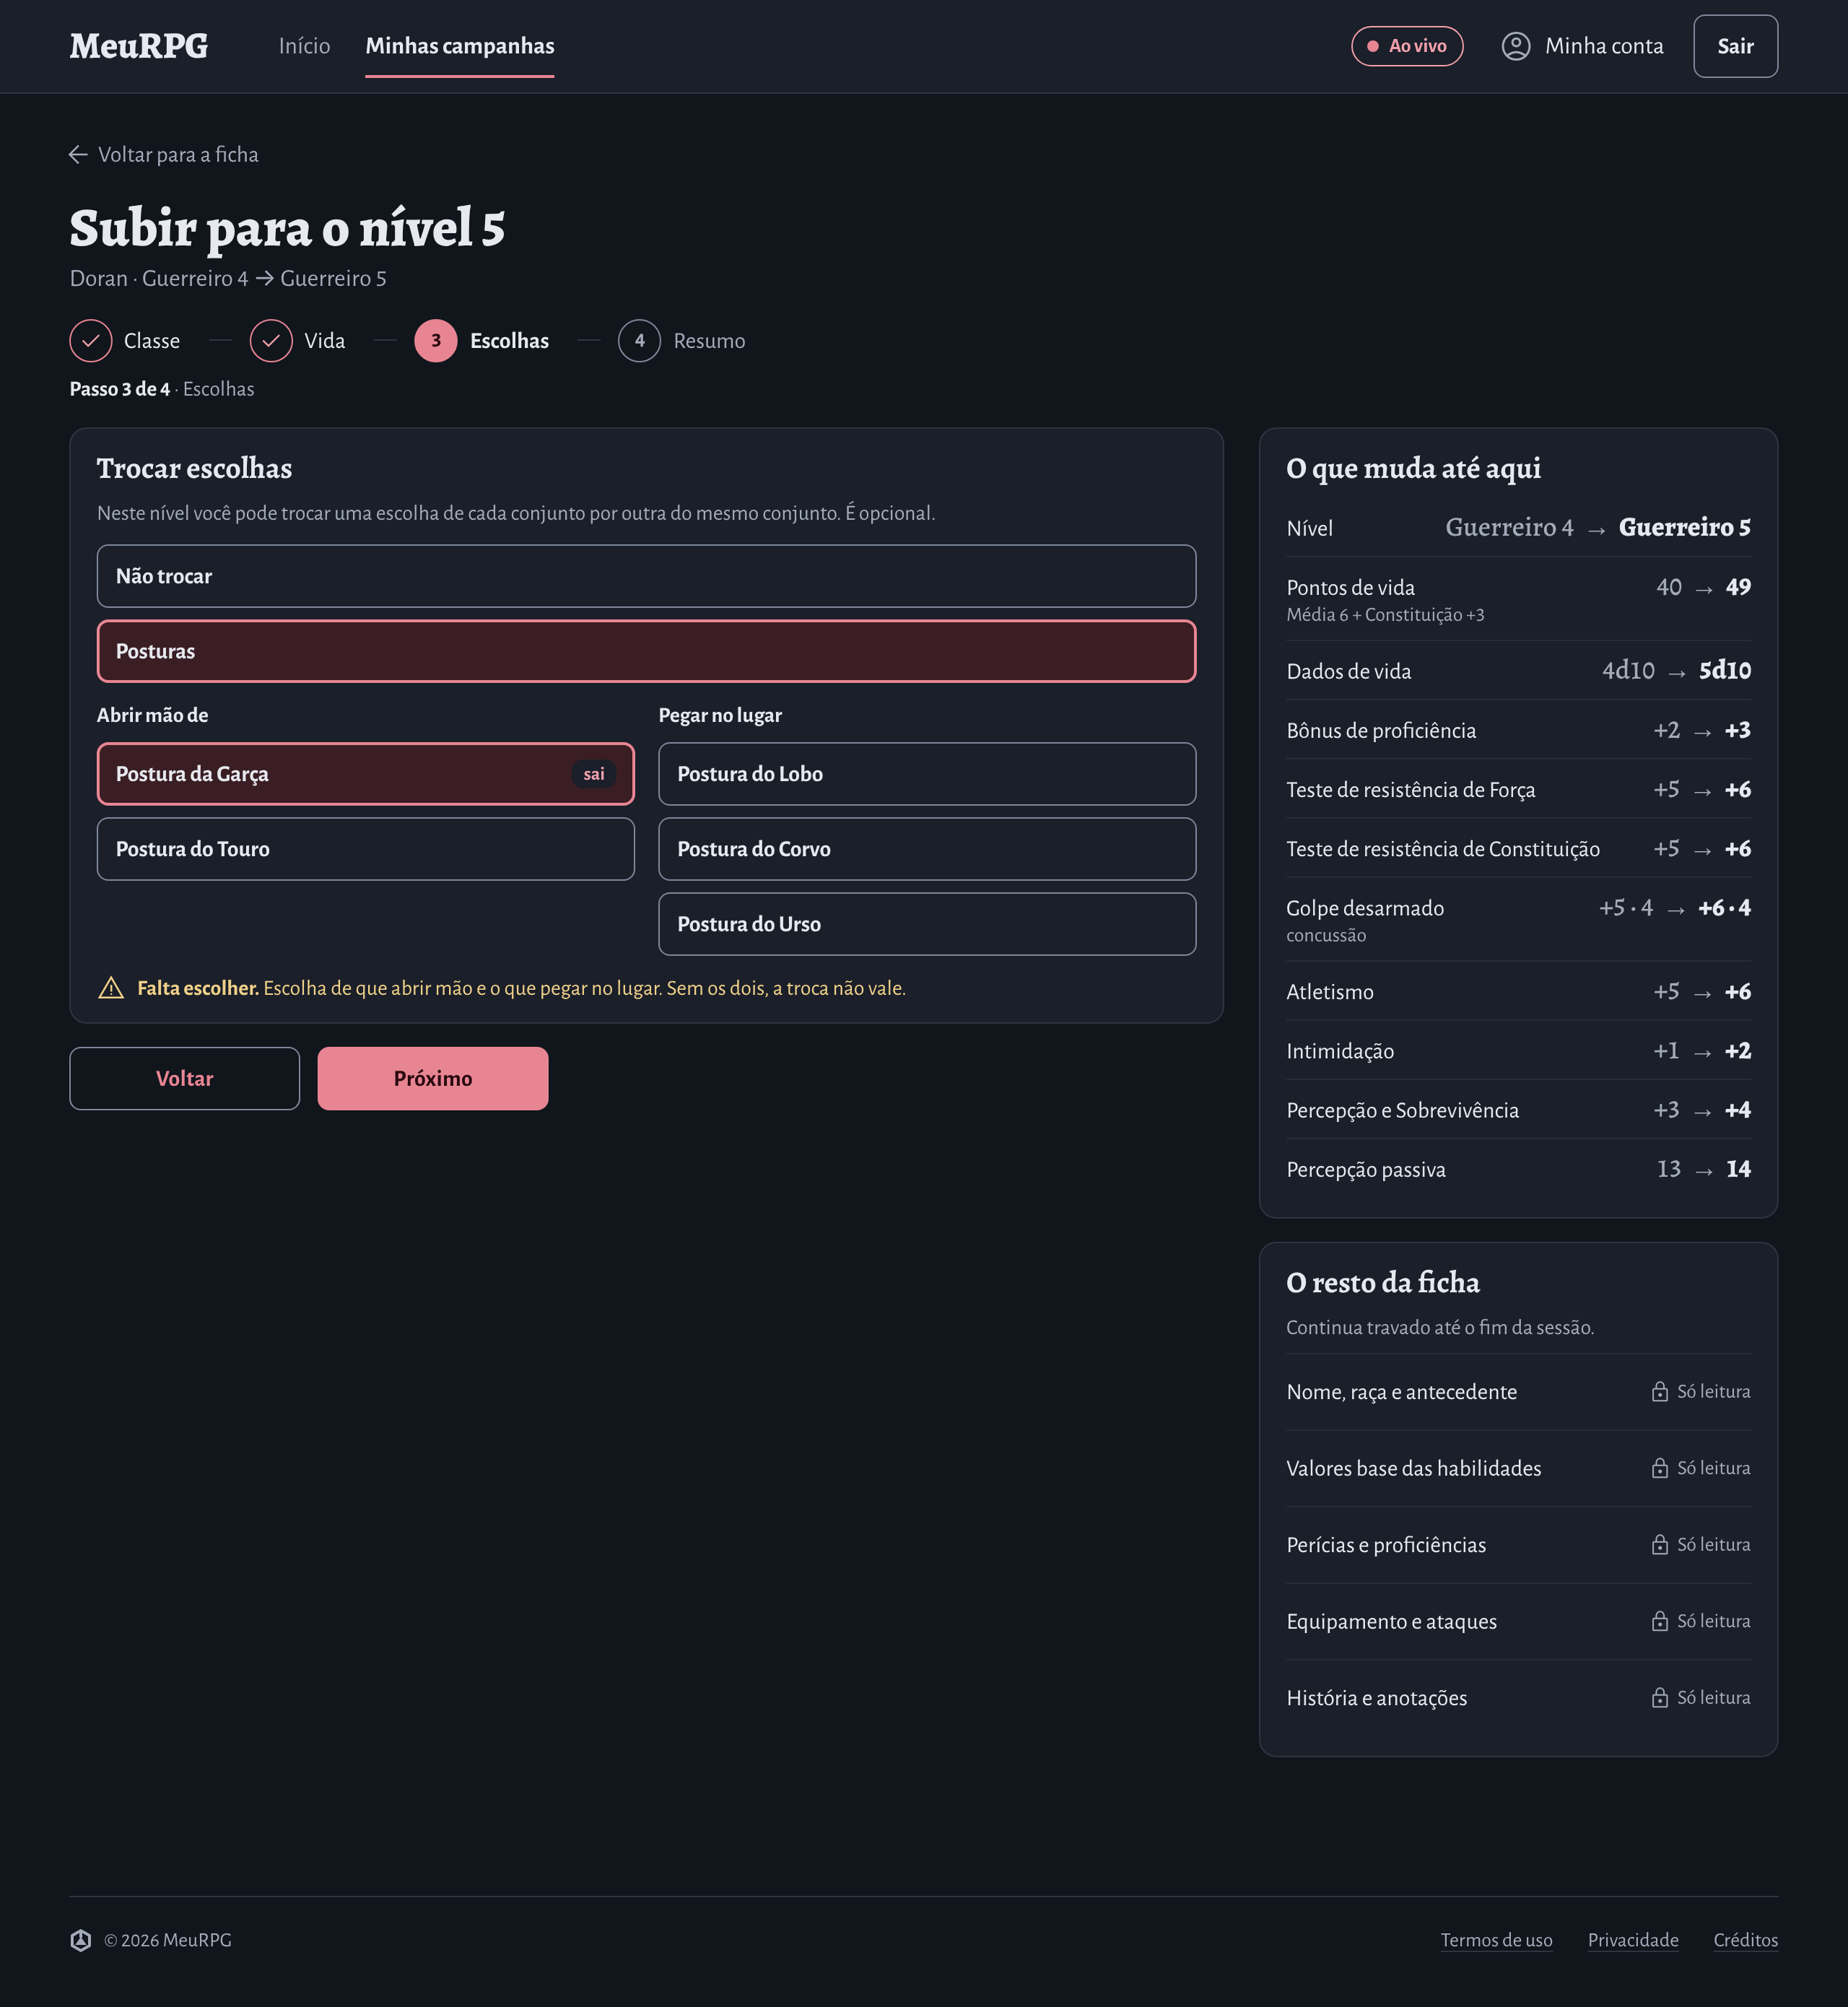 MeuRPG
Início
Minhas campanhas
Ao vivo
Minha conta
Sair
← Voltar para a ficha
Subir para o nível 5
Doran · Guerreiro 4 → Guerreiro 5
Classe
Vida
3 Escolhas
4 Resumo
Passo 3 de 4 · Escolhas
Trocar escolhas
Neste nível você pode trocar uma escolha de cada conjunto por outra do mesmo conjunto. É opcional.
Não trocar
Posturas
Abrir mão de
Postura da Garça
sai
Postura do Touro
Pegar no lugar
Postura do Lobo
Postura do Corvo
Postura do Urso
Falta escolher. Escolha de que abrir mão e o que pegar no lugar. Sem os dois, a troca não vale.
Voltar
Próximo
O que muda até aqui
Nível Guerreiro 4 → Guerreiro 5
Pontos de vida 40 → 49
Média 6 + Constituição +3
Dados de vida 4d10 → 5d10
Bônus de proficiência +2 → +3
Teste de resistência de Força +5 → +6
Teste de resistência de Constituição +5 → +6
Golpe desarmado +5 · 4 → +6 · 4
concussão
Atletismo +5 → +6
Intimidação +1 → +2
Percepção e Sobrevivência +3 → +4
Percepção passiva 13 → 14
O resto da ficha
Continua travado até o fim da sessão.
Nome, raça e antecedente Só leitura
Valores base das habilidades Só leitura
Perícias e proficiências Só leitura
Equipamento e ataques Só leitura
História e anotações Só leitura
© 2026 MeuRPG
Termos de uso
Privacidade
Créditos